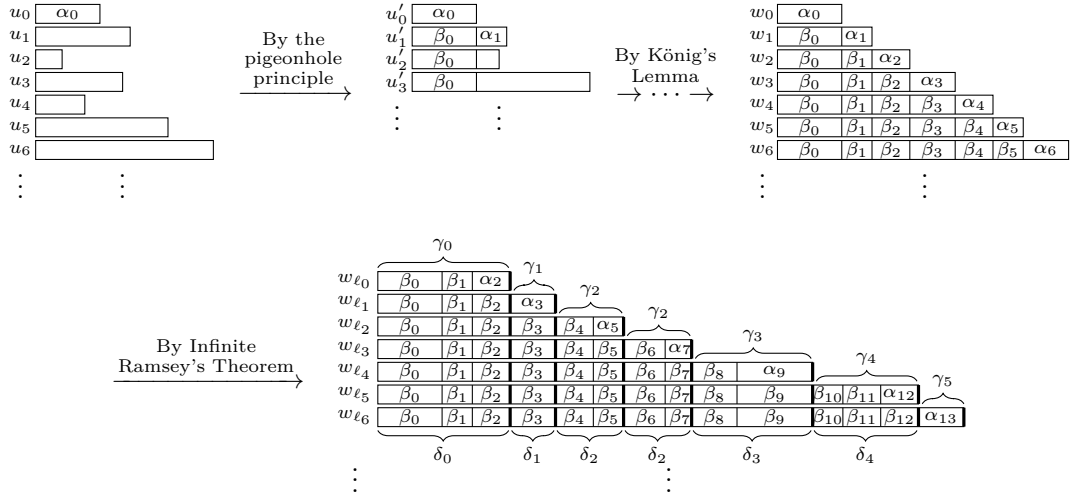 u₀ α₀
u₁
u₂
u₃
u₄
u₅
u₆
⋮ ⋮
By the
pigeonhole
principle
u′₀ α₀
u′₁ β₀ α₁
u′₂ β₀
u′₃ β₀
⋮ ⋮
By König's
Lemma
w₀ α₀
w₁ β₀ α₁
w₂ β₀ β₁ α₂
w₃ β₀ β₁ β₂ α₃
w₄ β₀ β₁ β₂ β₃ α₄
w₅ β₀ β₁ β₂ β₃ β₄ α₅
w₆ β₀ β₁ β₂ β₃ β₄ β₅ α₆
⋮ ⋮
By Infinite
Ramsey's Theorem
γ₀ γ₁ γ₂ γ₂ γ₃ γ₄ γ₅
w_ℓ₀ β₀ β₁ α₂
w_ℓ₁ β₀ β₁ β₂ α₃
w_ℓ₂ β₀ β₁ β₂ β₃ β₄ α₅
w_ℓ₃ β₀ β₁ β₂ β₃ β₄ β₅ β₆ α₇
w_ℓ₄ β₀ β₁ β₂ β₃ β₄ β₅ β₆ β₇ β₈ α₉
w_ℓ₅ β₀ β₁ β₂ β₃ β₄ β₅ β₆ β₇ β₈ β₉ β₁₀ β₁₁ α₁₂
w_ℓ₆ β₀ β₁ β₂ β₃ β₄ β₅ β₆ β₇ β₈ β₉ β₁₀ β₁₁ β₁₂ α₁₃
δ₀ δ₁ δ₂ δ₂ δ₃ δ₄
⋮ ⋮